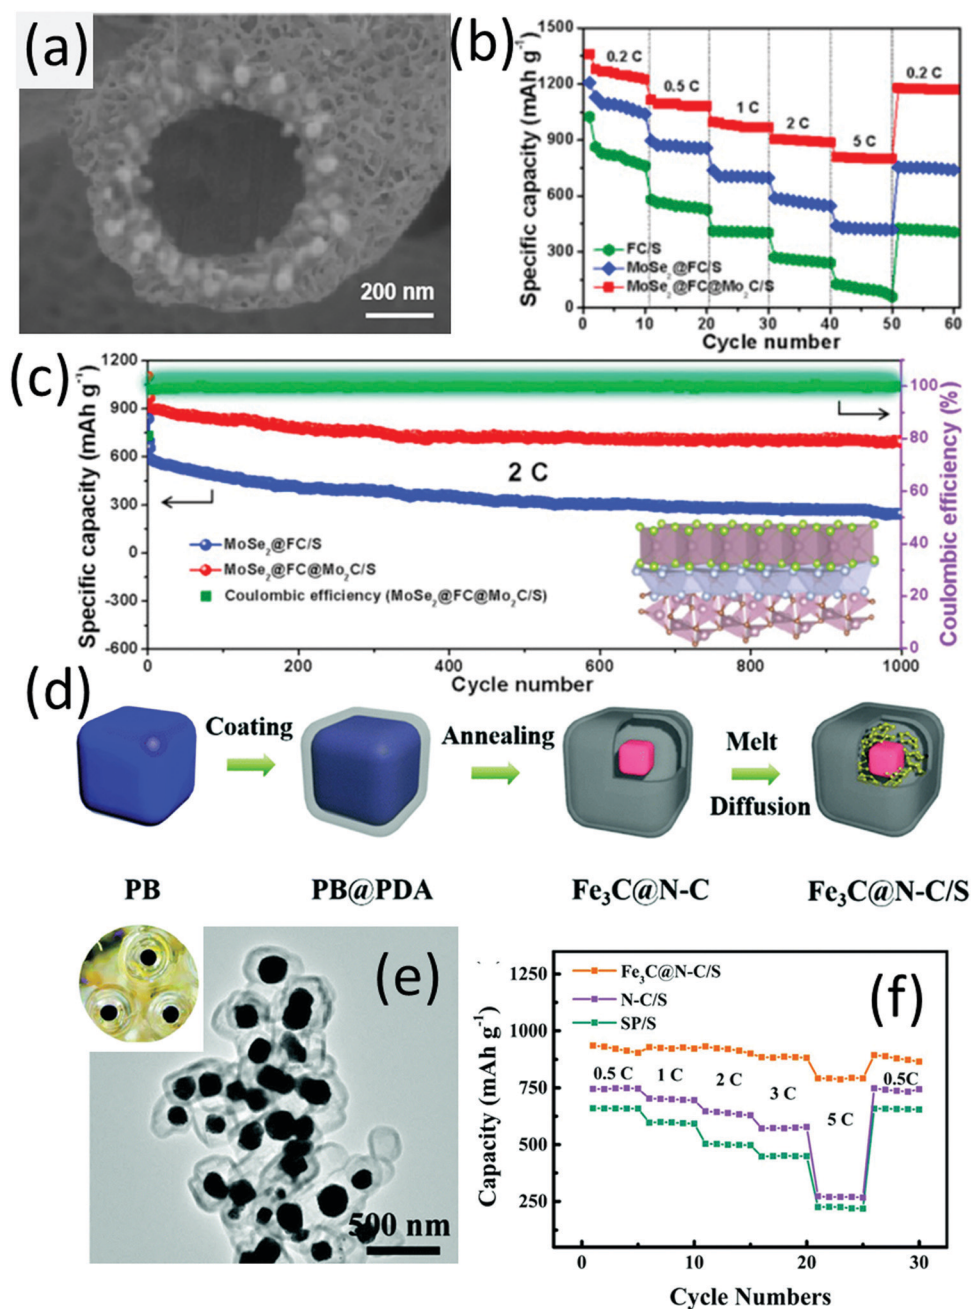 (a)
200 nm
(b)
Specific capacity (mAh g⁻¹)
1500
1200
900
600
300
0
0.2 C
0.5 C
1 C
2 C
5 C
0.2 C
FC/S
MoSe₂@FC/S
MoSe₂@FC@Mo₂C/S
0 10 20 30 40 50 60
Cycle number
(c)
Specific capacity (mAh g⁻¹)
1200
900
600
300
0
-300
-600
2 C
MoSe₂@FC/S
MoSe₂@FC@Mo₂C/S
Coulombic efficiency (MoSe₂@FC@Mo₂C/S)
100
80
60
40
20
0
Coulombic efficiency (%)
0 200 400 600 800 1000
Cycle number
(d)
Coating
Annealing
Melt
Diffusion
PB
PB@PDA
Fe₃C@N-C
Fe₃C@N-C/S
(e)
500 nm
(f)
Capacity (mAh g⁻¹)
1250
1000
750
500
250
0
Fe₃C@N-C/S
N-C/S
SP/S
0.5 C
1 C
2 C
3 C
5 C
0.5C
0 10 20 30
Cycle Numbers